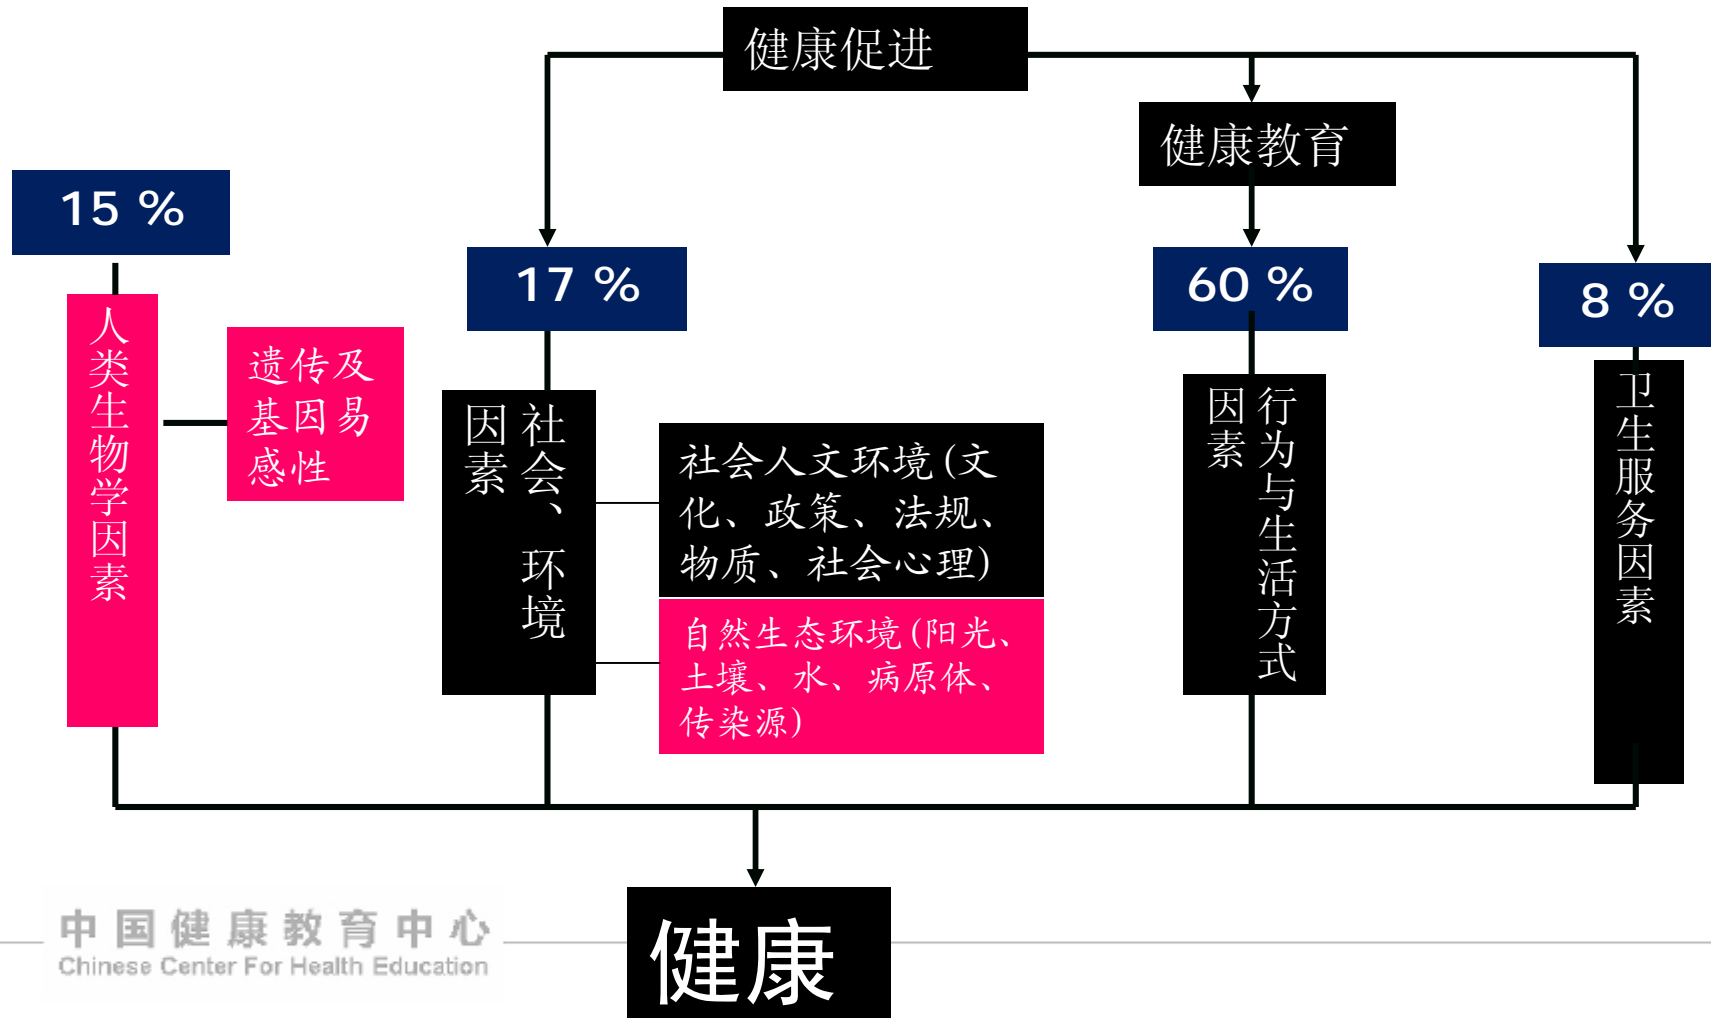 健康促进
健康教育
15 %
17 %
60 %
8 %
人类生物学因素
遗传及
基因易
感性
社会、环境
因素
社会人文环境(文
化、政策、法规、
物质、社会心理)
自然生态环境(阳光、
土壤、水、病原体、
传染源)
行为与生活方式
因素
卫生服务因素
健康
中国健康教育中心
Chinese Center For Health Education